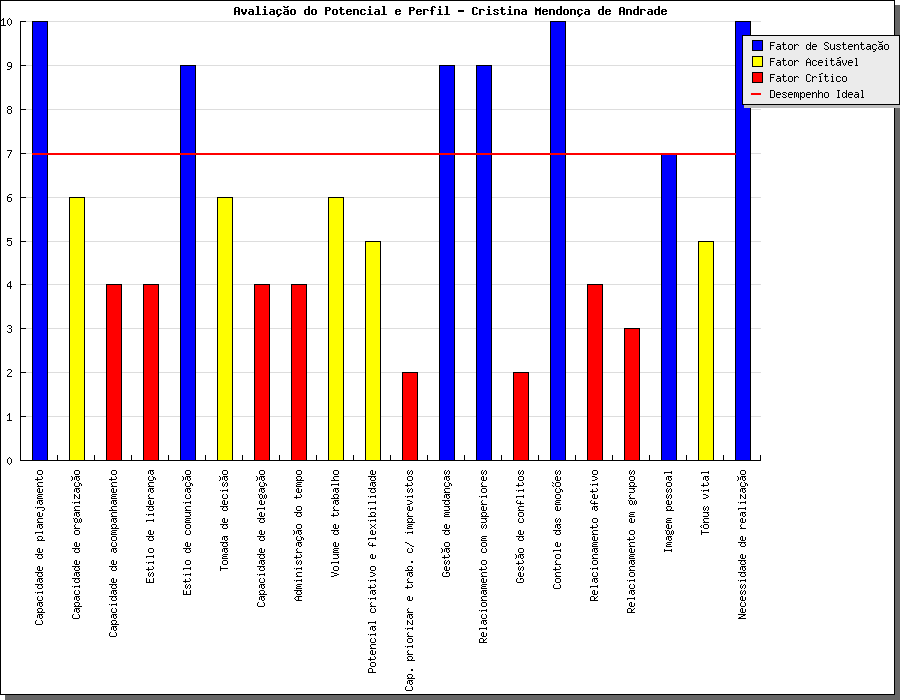 Avaliação do Potencial e Perfil - Cristina Mendonça de Andrade
10
9
8
7
6
5
4
3
2
1
0
Fator de Sustentação
Fator Aceitável
Fator Crítico
Desempenho Ideal
Capacidade de planejamento
Capacidade de organização
Capacidade de acompanhamento
Estilo de liderança
Estilo de comunicação
Tomada de decisão
Capacidade de delegação
Administração do tempo
Volume de trabalho
Potencial criativo e flexibilidade
Cap. priorizar e trab. c/ imprevistos
Gestão de mudanças
Relacionamento com superiores
Gestão de conflitos
Controle das emoções
Relacionamento afetivo
Relacionamento em grupos
Imagem pessoal
Tônus vital
Necessidade de realização